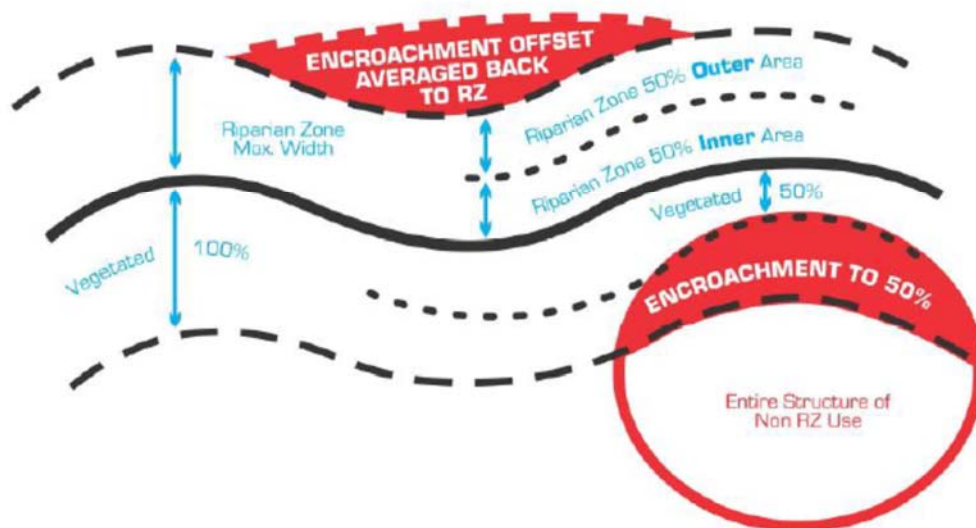 ENCROACHMENT OFFSET
AVERAGED BACK
TO RZ
Riparian Zone 50% Outer Area
Riparian Zone
Max. Width
Riparian Zone 50% Inner Area
Vegetated 50%
Vegetated 100%
ENCROACHMENT TO 50%
Entire Structure of
Non RZ Use